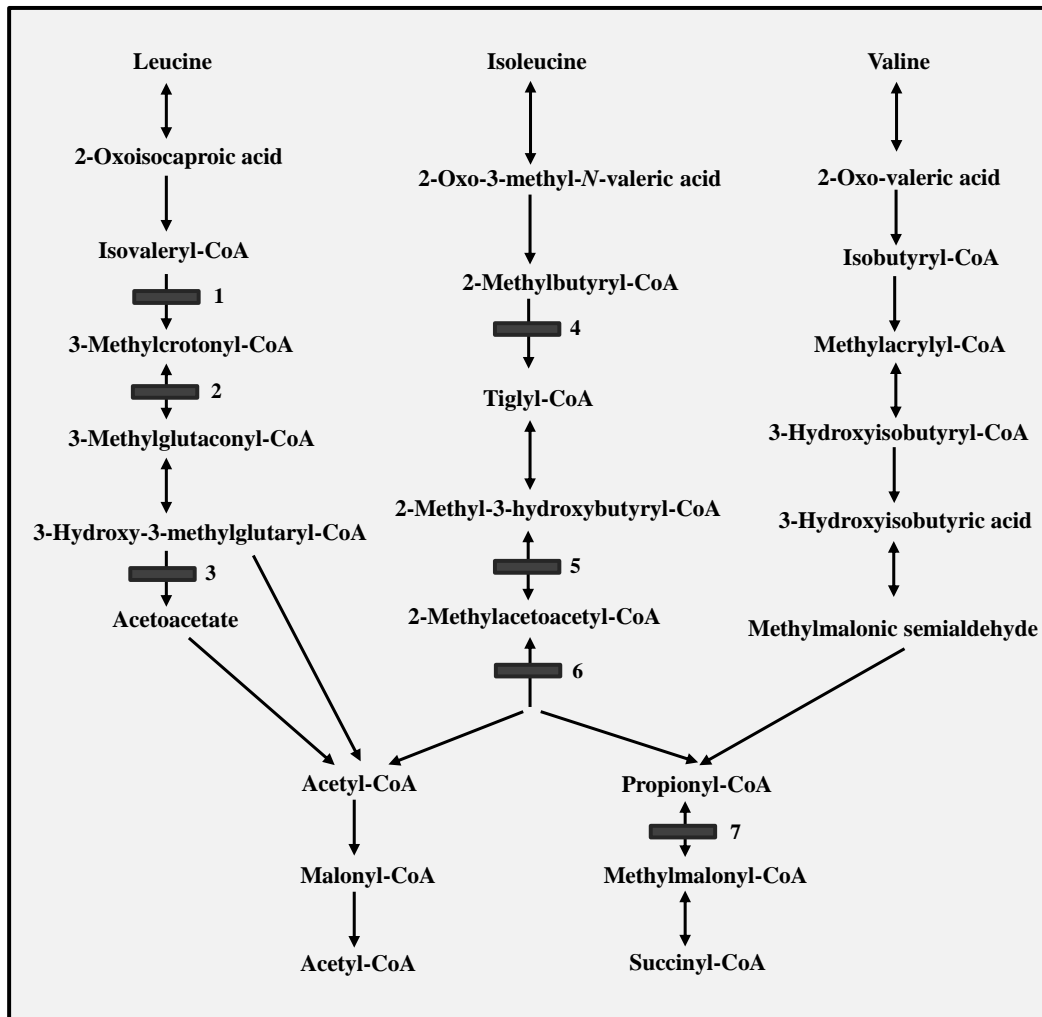 Leucine
Isoleucine
Valine
2-Oxoisocaproic acid
2-Oxo-3-methyl-N-valeric acid
2-Oxo-valeric acid
Isovaleryl-CoA
Isobutyryl-CoA
2-Methylbutyryl-CoA
1
4
3-Methylcrotonyl-CoA
Methylacrylyl-CoA
2
Tiglyl-CoA
3-Methylglutaconyl-CoA
3-Hydroxyisobutyryl-CoA
2-Methyl-3-hydroxybutyryl-CoA
3-Hydroxyisobutyric acid
3-Hydroxy-3-methylglutaryl-CoA
3
5
Acetoacetate
2-Methylacetoacetyl-CoA
Methylmalonic semialdehyde
6
Acetyl-CoA
Propionyl-CoA
7
Malonyl-CoA
Methylmalonyl-CoA
Acetyl-CoA
Succinyl-CoA